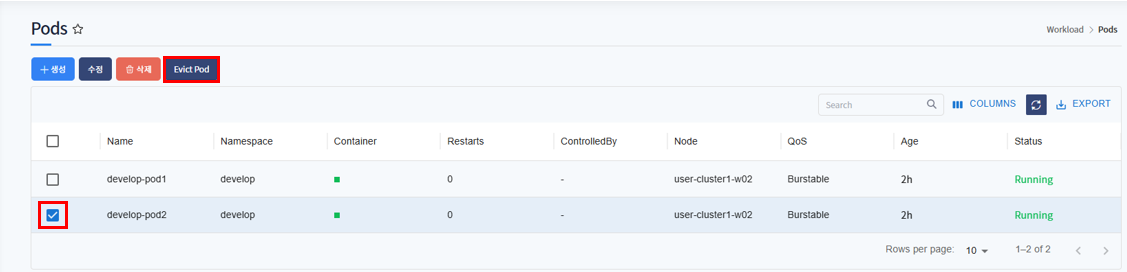 Pods
Workload > Pods
+ 생성 수정 삭제 Evict Pod
Search COLUMNS EXPORT
Name Namespace Container Restarts ControlledBy Node QoS Age Status
develop-pod1 develop 0 - user-cluster1-w02 Burstable 2h Running
develop-pod2 develop 0 - user-cluster1-w02 Burstable 2h Running
Rows per page: 10 1–2 of 2